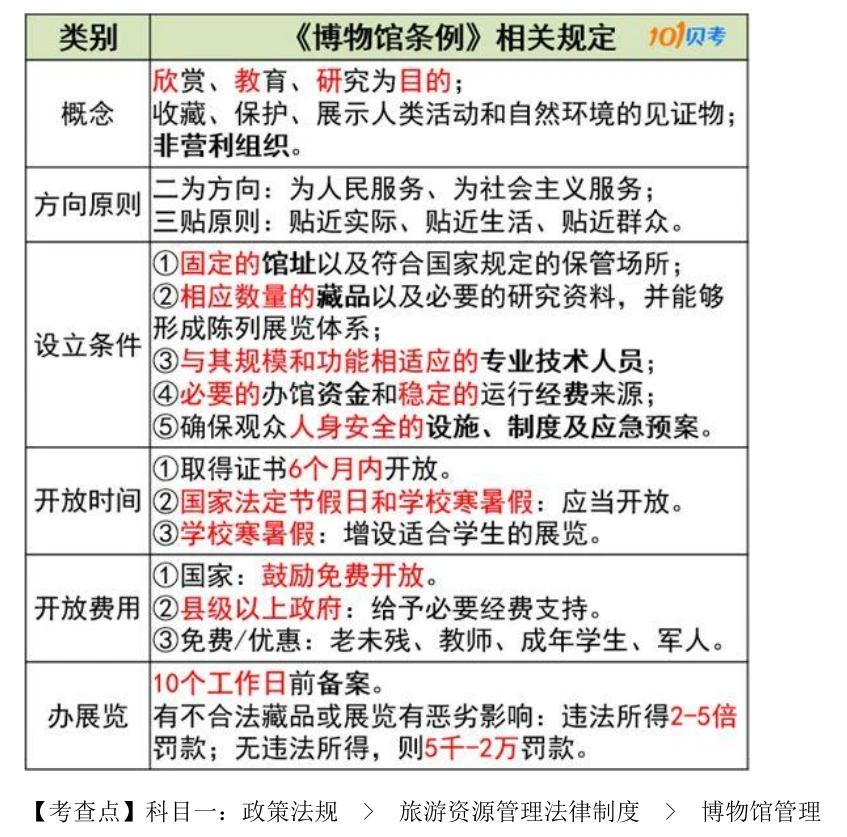 类别 《博物馆条例》相关规定 101贝考
欣赏、教育、研究为目的；
概念 收藏、保护、展示人类活动和自然环境的见证物；
非营利组织。
方向原则 二为方向：为人民服务、为社会主义服务；
三贴原则：贴近实际、贴近生活、贴近群众。
①固定的馆址以及符合国家规定的保管场所；
②相应数量的藏品以及必要的研究资料，并能够
形成陈列展览体系；
设立条件 ③与其规模和功能相适应的专业技术人员；
④必要的办馆资金和稳定的运行经费来源；
⑤确保观众人身安全的设施、制度及应急预案。
①取得证书6个月内开放。
开放时间 ②国家法定节假日和学校寒暑假：应当开放。
③学校寒暑假：增设适合学生的展览。
①国家：鼓励免费开放。
开放费用 ②县级以上政府：给予必要经费支持。
③免费/优惠：老未残、教师、成年学生、军人。
10个工作日前备案。
办展览 有不合法藏品或展览有恶劣影响：违法所得2-5倍
罚款；无违法所得，则5千-2万罚款。
【考查点】科目一：政策法规 > 旅游资源管理法律制度 > 博物馆管理